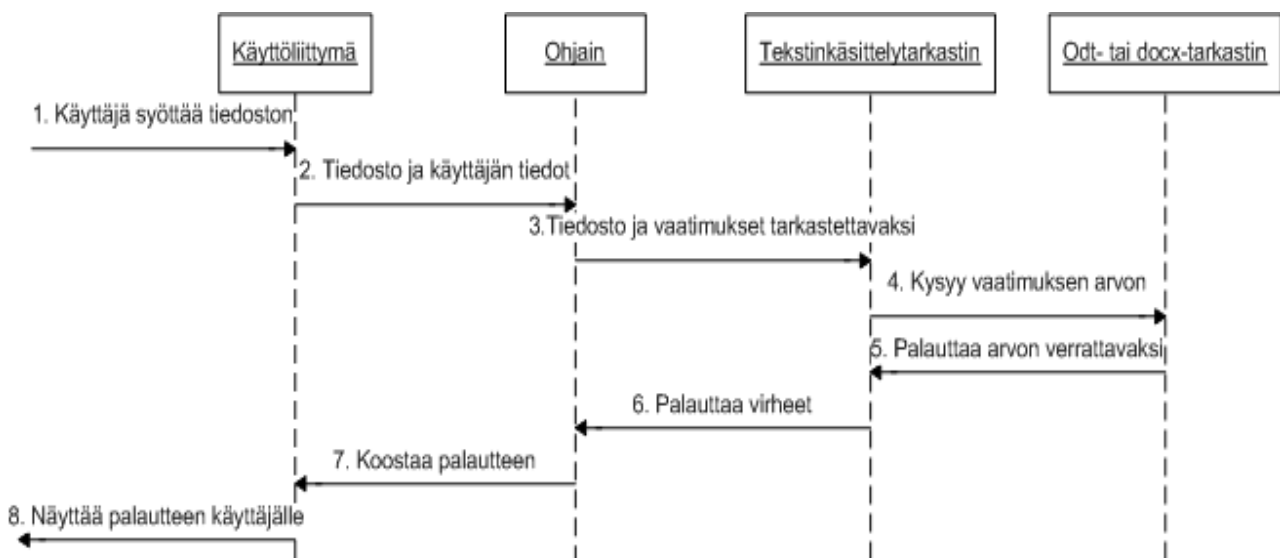 Käyttöliittymä
Ohjain
Tekstinkäsittelytarkastin
Odt- tai docx-tarkastin
1. Käyttäjä syöttää tiedoston
2. Tiedosto ja käyttäjän tiedot
3.Tiedosto ja vaatimukset tarkastettavaksi
4. Kysyy vaatimuksen arvon
5. Palauttaa arvon verrattavaksi
6. Palauttaa virheet
7. Koostaa palautteen
8. Näyttää palautteen käyttäjälle